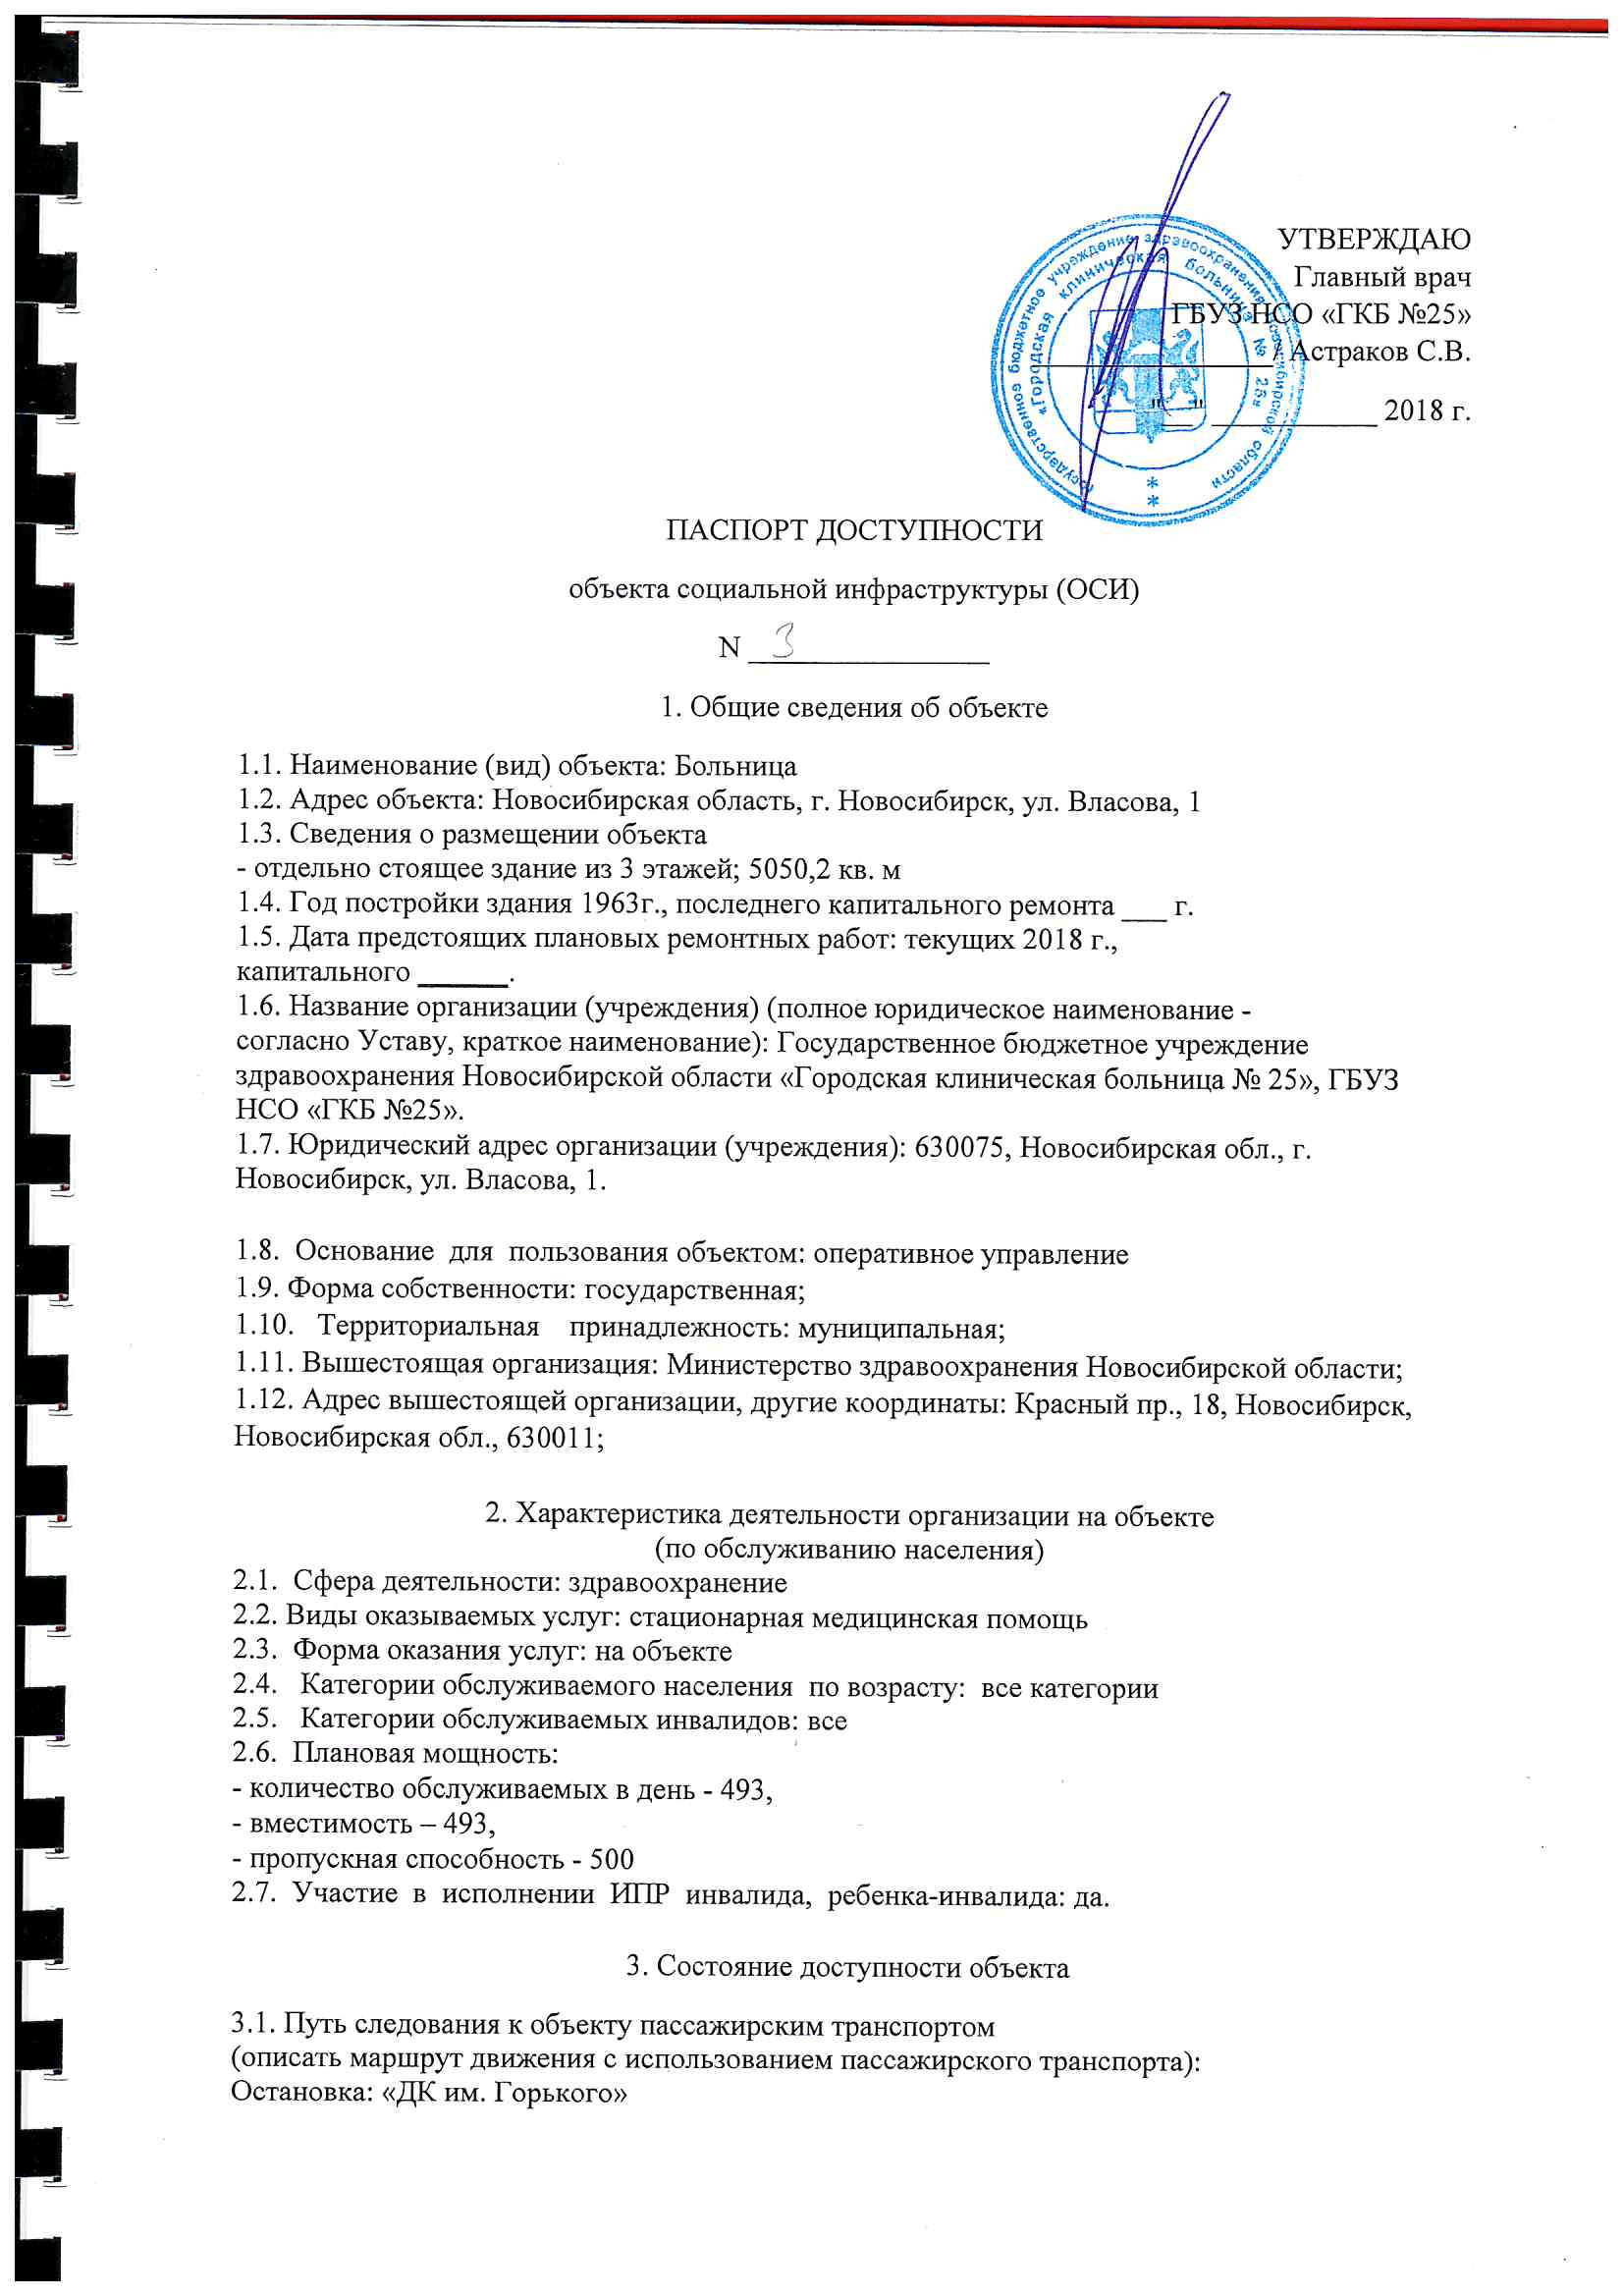 УТВЕРЖДАЮ
Главный врач
ГБУЗ НСО «ГКБ №25»
________________/ Астраков С.В.
"__" ___________ 2018 г.
Государственное бюджетное учреждение здравоохранения Новосибирской области
«Городская клиническая больница № 25»
ПАСПОРТ ДОСТУПНОСТИ
объекта социальной инфраструктуры (ОСИ)
N 3
1. Общие сведения об объекте
1.1. Наименование (вид) объекта: Больница
1.2. Адрес объекта: Новосибирская область, г. Новосибирск, ул. Власова, 1
1.3. Сведения о размещении объекта
- отдельно стоящее здание из 3 этажей; 5050,2 кв. м
1.4. Год постройки здания 1963г., последнего капитального ремонта ___ г.
1.5. Дата предстоящих плановых ремонтных работ: текущих 2018 г.,
капитального ______.
1.6. Название организации (учреждения) (полное юридическое наименование -
согласно Уставу, краткое наименование): Государственное бюджетное учреждение
здравоохранения Новосибирской области «Городская клиническая больница № 25», ГБУЗ
НСО «ГКБ №25».
1.7. Юридический адрес организации (учреждения): 630075, Новосибирская обл., г.
Новосибирск, ул. Власова, 1.
1.8. Основание для пользования объектом: оперативное управление
1.9. Форма собственности: государственная;
1.10. Территориальная принадлежность: муниципальная;
1.11. Вышестоящая организация: Министерство здравоохранения Новосибирской области;
1.12. Адрес вышестоящей организации, другие координаты: Красный пр., 18, Новосибирск,
Новосибирская обл., 630011;
2. Характеристика деятельности организации на объекте
(по обслуживанию населения)
2.1. Сфера деятельности: здравоохранение
2.2. Виды оказываемых услуг: стационарная медицинская помощь
2.3. Форма оказания услуг: на объекте
2.4. Категории обслуживаемого населения по возрасту: все категории
2.5. Категории обслуживаемых инвалидов: все
2.6. Плановая мощность:
- количество обслуживаемых в день - 493,
- вместимость – 493,
- пропускная способность - 500
2.7. Участие в исполнении ИПР инвалида, ребенка-инвалида: да.
3. Состояние доступности объекта
3.1. Путь следования к объекту пассажирским транспортом
(описать маршрут движения с использованием пассажирского транспорта):
Остановка: «ДК им. Горького»